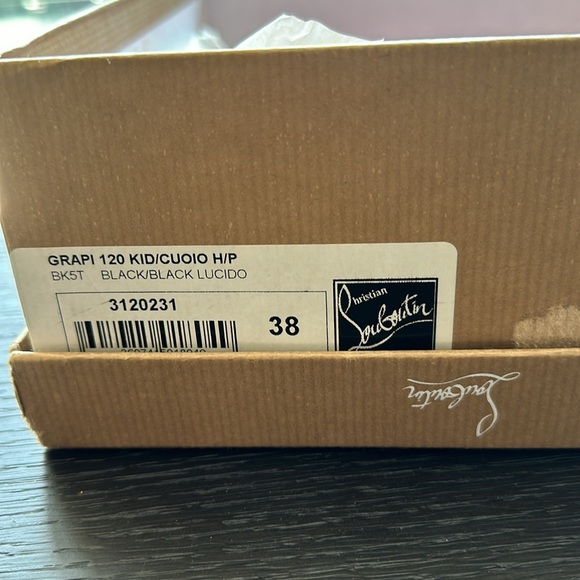 GRAPI 120 KID/CUOIO H/P
BK5T BLACK/BLACK LUCIDO
3120231
38
Christian
Louboutin
Louboutin